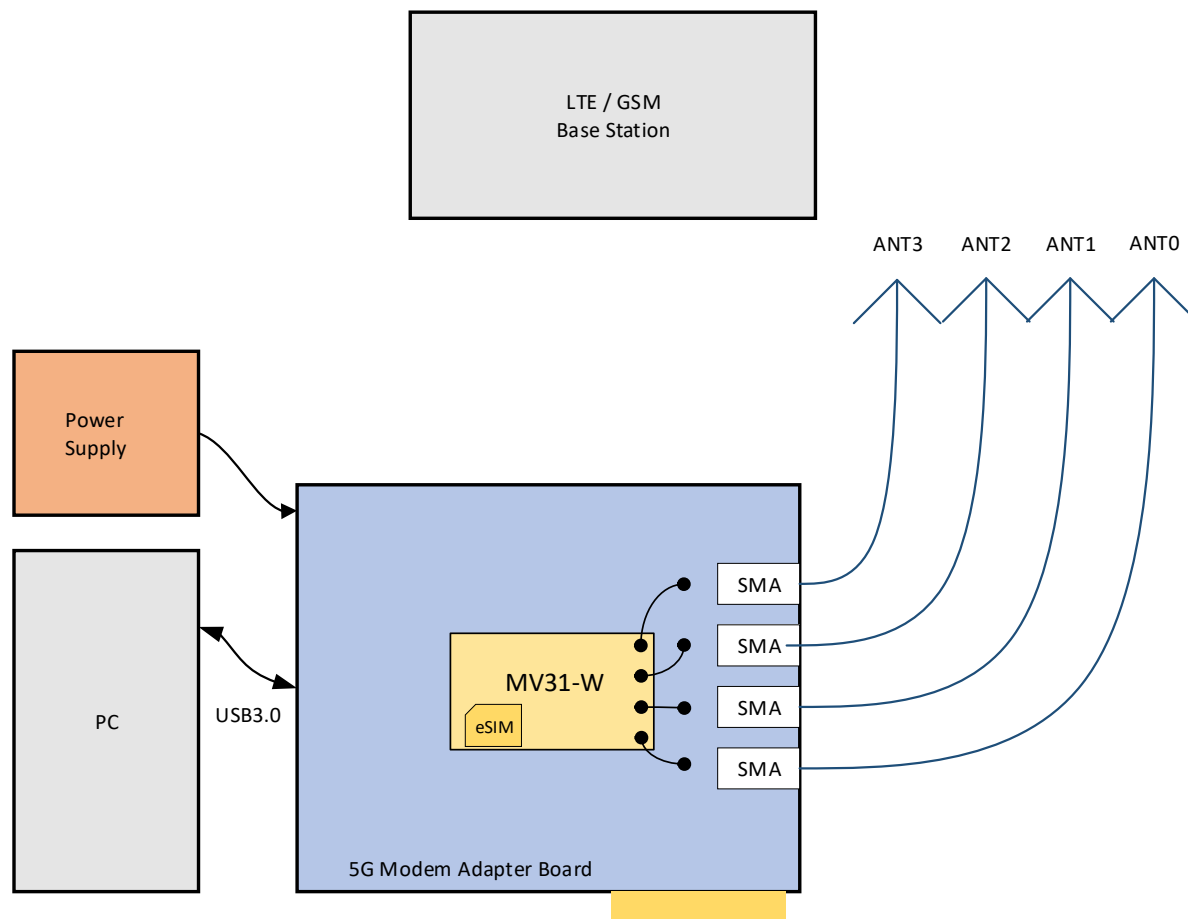 LTE / GSM
Base Station
ANT3
ANT2
ANT1
ANT0
Power
Supply
SMA
SMA
MV31-W
SMA
eSIM
USB3.0
PC
SMA
5G Modem Adapter Board